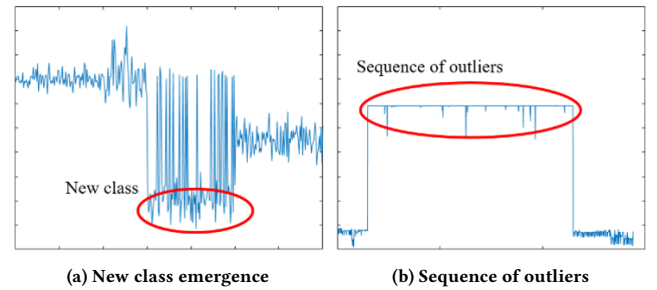 Sequence of outliers
New class
(a) New class emergence
(b) Sequence of outliers